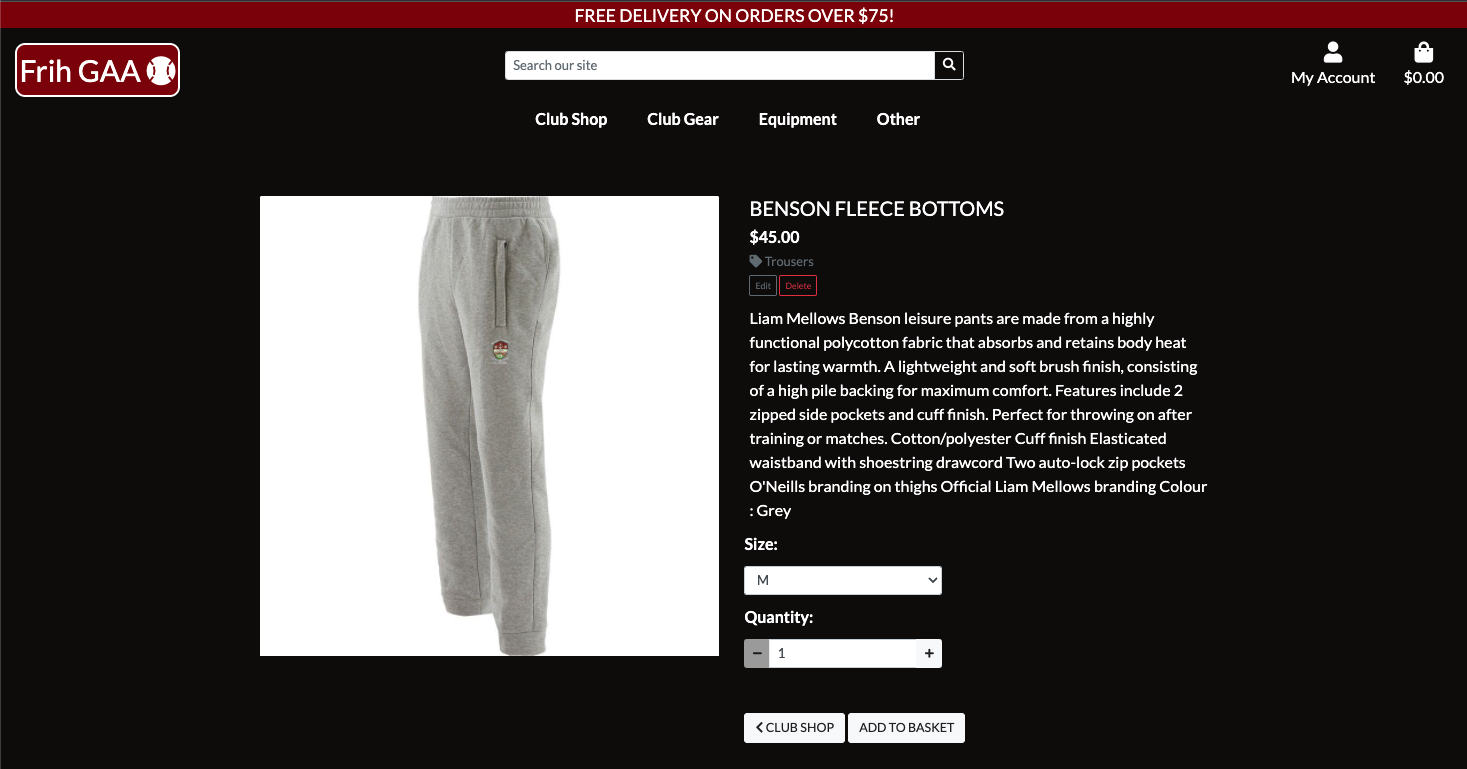 FREE DELIVERY ON ORDERS OVER $75!
Frih GAA
Search our site
My Account
$0.00
Club Shop
Club Gear
Equipment
Other
BENSON FLEECE BOTTOMS
$45.00
Trousers
Edit
Delete
Liam Mellows Benson leisure pants are made from a highly
functional polycotton fabric that absorbs and retains body heat
for lasting warmth. A lightweight and soft brush finish, consisting
of a high pile backing for maximum comfort. Features include 2
zipped side pockets and cuff finish. Perfect for throwing on after
training or matches. Cotton/polyester Cuff finish Elasticated
waistband with shoestring drawcord Two auto-lock zip pockets
O'Neills branding on thighs Official Liam Mellows branding Colour
: Grey
Size:
M
Quantity:
1
CLUB SHOP
ADD TO BASKET